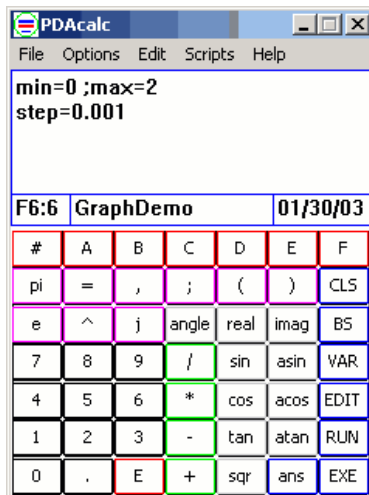 PDAcalc
File Options Edit Scripts Help
min=0 ;max=2
step=0.001
F6:6 GraphDemo 01/30/03
# A B C D E F
pi = , ; ( ) CLS
e ^ j angle real imag BS
7 8 9 / sin asin VAR
4 5 6 * cos acos EDIT
1 2 3 - tan atan RUN
0 . E + sqr ans EXE